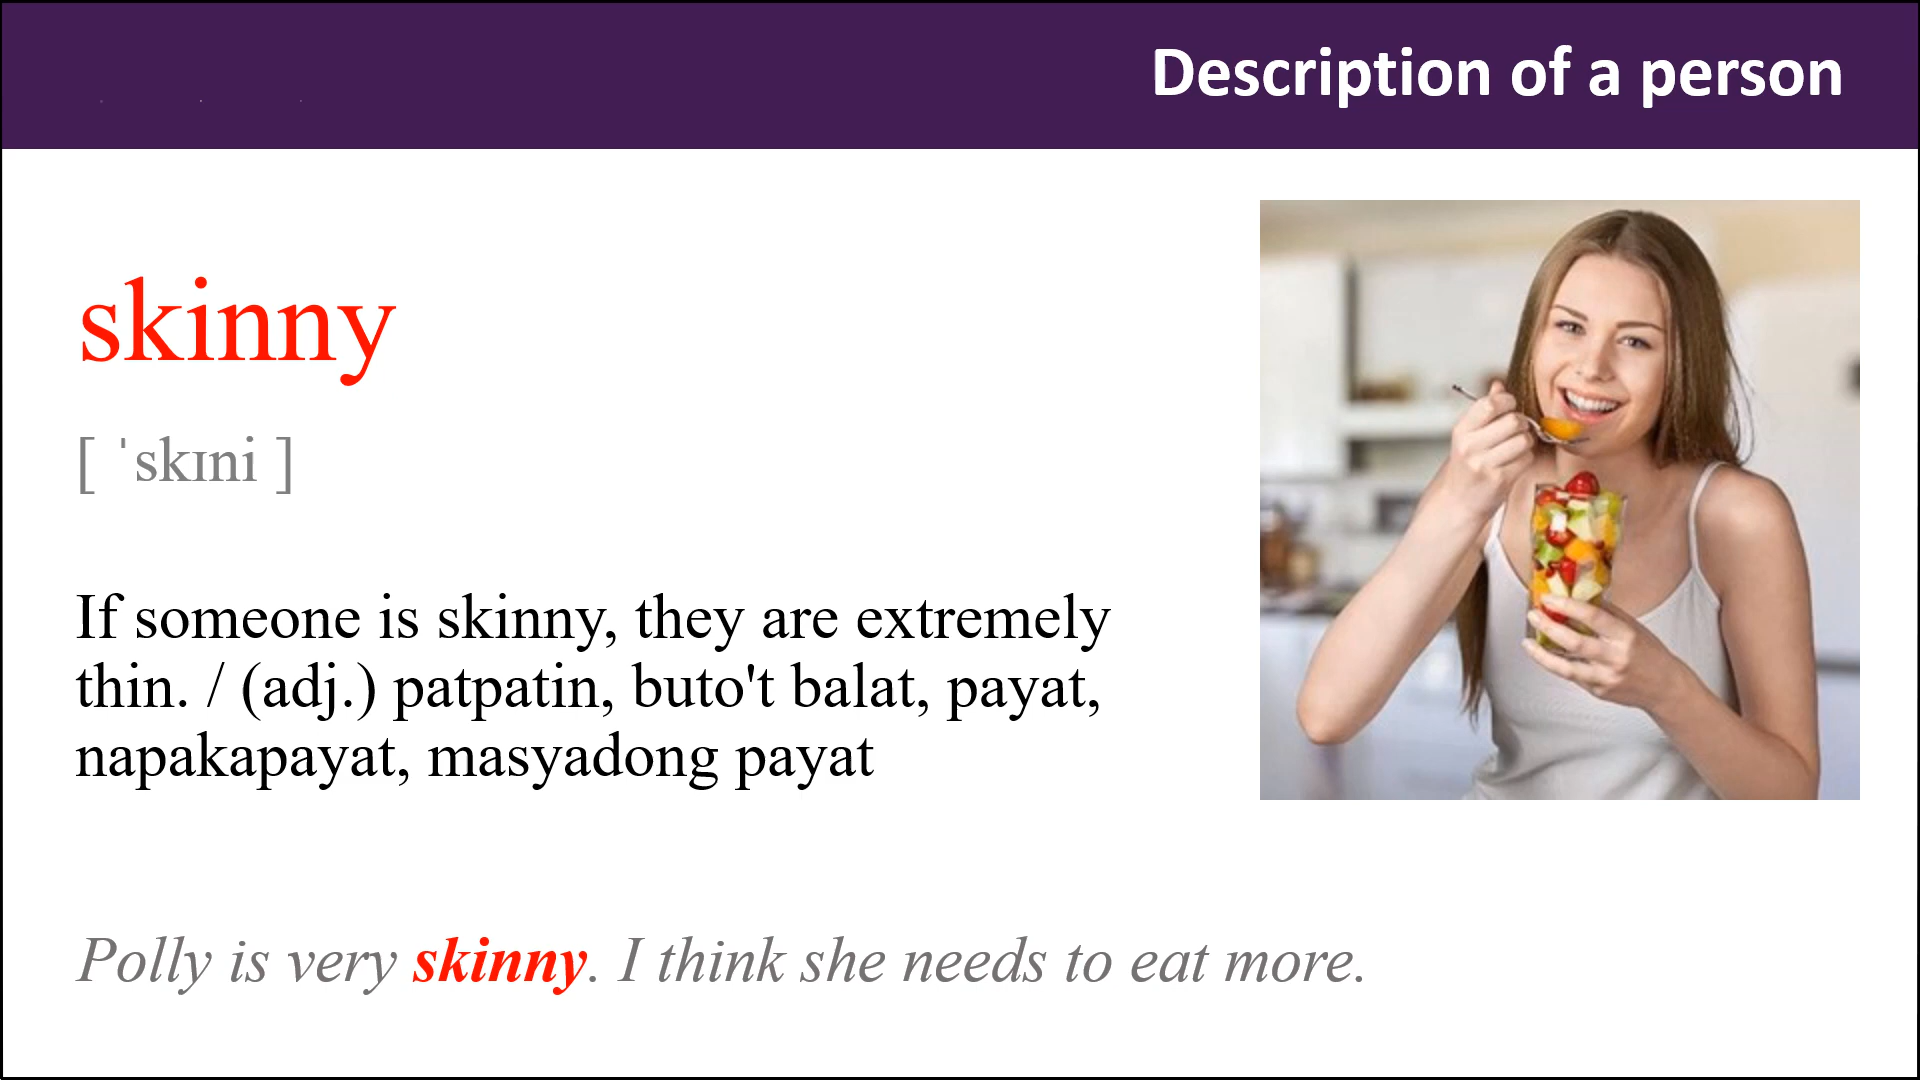 Description of a person
skinny
[ ˈskɪni ]
If someone is skinny, they are extremely
thin. / (adj.) patpatin, buto't balat, payat,
napakapayat, masyadong payat
Polly is very skinny. I think she needs to eat more.